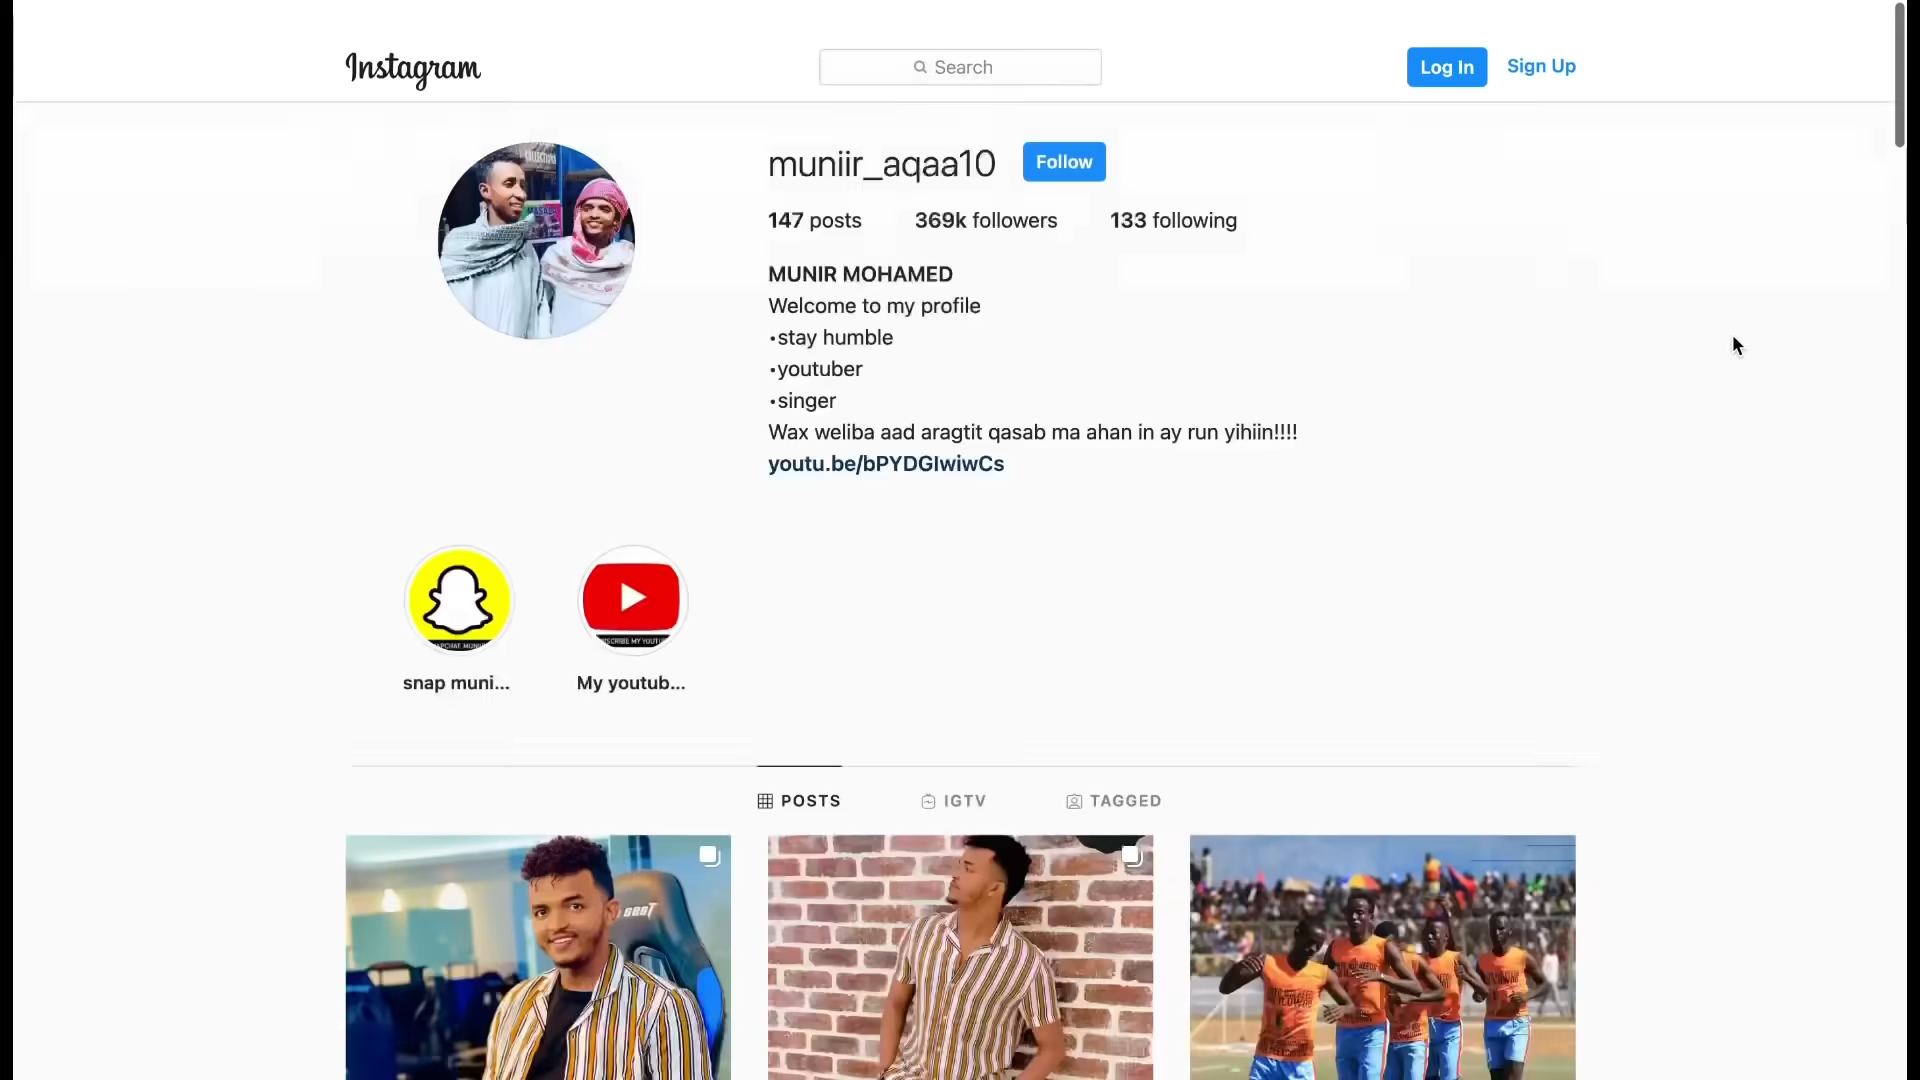 Instagram
Search
Log In
Sign Up
muniir_aqaa10
Follow
147 posts
369k followers
133 following
MUNIR MOHAMED
Welcome to my profile
•stay humble
•youtuber
•singer
Wax weliba aad aragtit qasab ma ahan in ay run yihiin!!!!
youtu.be/bPYDGIwiwCs
snap muni...
My youtub...
POSTS
IGTV
TAGGED